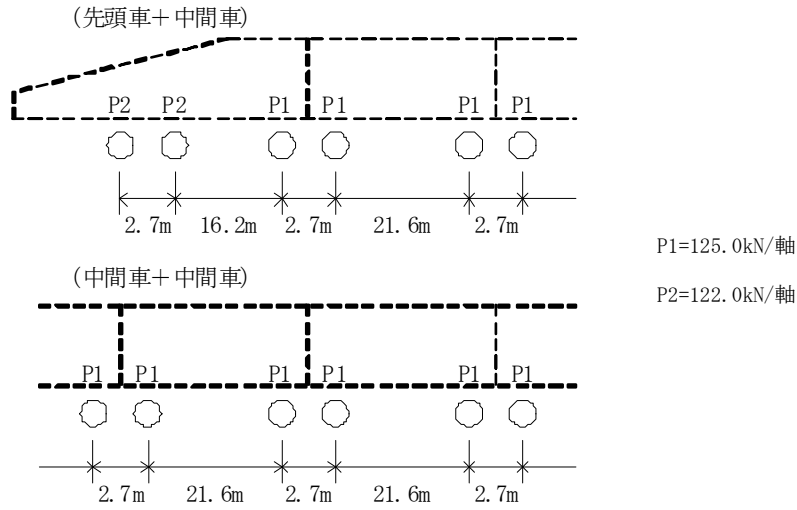 (先頭車＋中間車)
P2 P2 P1 P1 P1 P1
2.7m 16.2m 2.7m 21.6m 2.7m
P1=125.0kN/軸
(中間車＋中間車)
P2=122.0kN/軸
P1 P1 P1 P1 P1 P1
2.7m 21.6m 2.7m 21.6m 2.7m